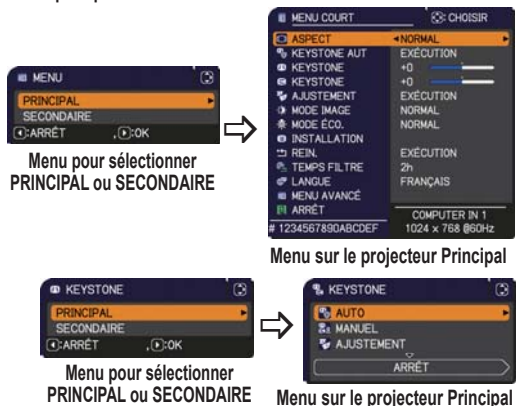 MENU
PRINCIPAL
SECONDAIRE
:ARRÊT ,:OK
Menu pour sélectionner
PRINCIPAL ou SECONDAIRE
MENU COURT :CHOISIR
ASPECT NORMAL
KEYSTONE AUT EXÉCUTION
KEYSTONE +0
KEYSTONE +0
AJUSTEMENT EXÉCUTION
MODE IMAGE NORMAL
MODE ÉCO. NORMAL
INSTALLATION
REIN. EXÉCUTION
TEMPS FILTRE 2h
LANGUE FRANÇAIS
MENU AVANCÉ
ARRÊT
COMPUTER IN 1
# 1234567890ABCDEF 1024 x 768 @60Hz
Menu sur le projecteur Principal
KEYSTONE
PRINCIPAL
SECONDAIRE
:ARRÊT ,:OK
Menu pour sélectionner
PRINCIPAL ou SECONDAIRE
KEYSTONE
AUTO
MANUEL
AJUSTEMENT
ARRÊT
Menu sur le projecteur Principal